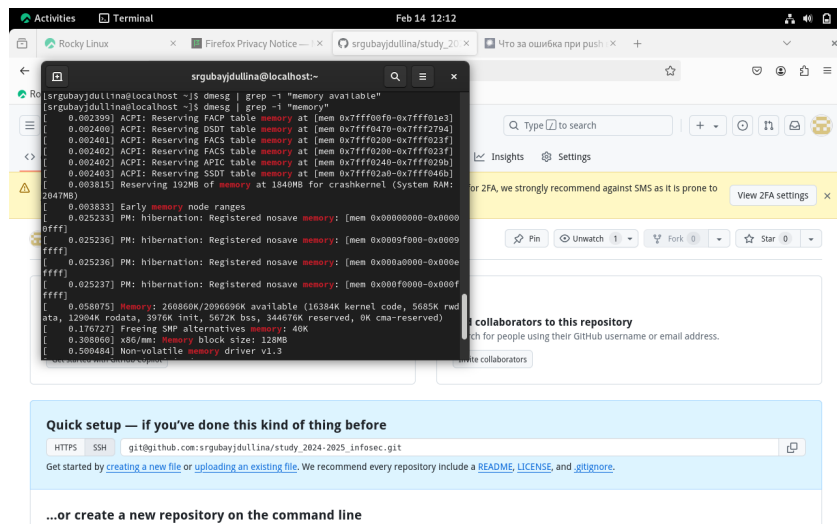 Activities Terminal Feb 14 12:12
Rocky Linux × Firefox Privacy Notice — × srgubayjdullina/study_20 × Что за ошибка при push × +
srgubayjdullina@localhost:~
[srgubayjdullina@localhost ~]$ dmesg | grep -i "memory available"
[srgubayjdullina@localhost ~]$ dmesg | grep -i "memory"
[    0.002399] ACPI: Reserving FACP table memory at [mem 0x7fff00f0-0x7fff01e3]
[    0.002400] ACPI: Reserving DSDT table memory at [mem 0x7fff0470-0x7fff2794]
[    0.002401] ACPI: Reserving FACS table memory at [mem 0x7fff0200-0x7fff023f]
[    0.002402] ACPI: Reserving FACS table memory at [mem 0x7fff0200-0x7fff023f]
[    0.002402] ACPI: Reserving APIC table memory at [mem 0x7fff0240-0x7fff029b]
[    0.002403] ACPI: Reserving SSDT table memory at [mem 0x7fff02a0-0x7fff046b]
[    0.003815] Reserving 192MB of memory at 1840MB for crashkernel (System RAM:
2047MB)
[    0.003833] Early memory node ranges
[    0.025233] PM: hibernation: Registered nosave memory: [mem 0x00000000-0x0000
0fff]
[    0.025236] PM: hibernation: Registered nosave memory: [mem 0x0009f000-0x0009
ffff]
[    0.025236] PM: hibernation: Registered nosave memory: [mem 0x000a0000-0x000e
ffff]
[    0.025237] PM: hibernation: Registered nosave memory: [mem 0x000f0000-0x000f
ffff]
[    0.058075] Memory: 260860K/2096696K available (16384K kernel code, 5685K rwd
ata, 12904K rodata, 3976K init, 5672K bss, 344676K reserved, 0K cma-reserved)
[    0.176727] Freeing SMP alternatives memory: 40K
[    0.308060] x86/mm: Memory block size: 128MB
[    0.500484] Non-volatile memory driver v1.3
Ro
Type / to search
Insights Settings
for 2FA, we strongly recommend against SMS as it is prone to
View 2FA settings
Pin Unwatch 1 Fork 0 Star 0
collaborators to this repository
ch for people using their GitHub username or email address.
Get started with GitHub Copilot
Invite collaborators
Quick setup — if you've done this kind of thing before
HTTPS SSH git@github.com:srgubayjdullina/study_2024-2025_infosec.git
Get started by creating a new file or uploading an existing file. We recommend every repository include a README, LICENSE, and .gitignore.
...or create a new repository on the command line